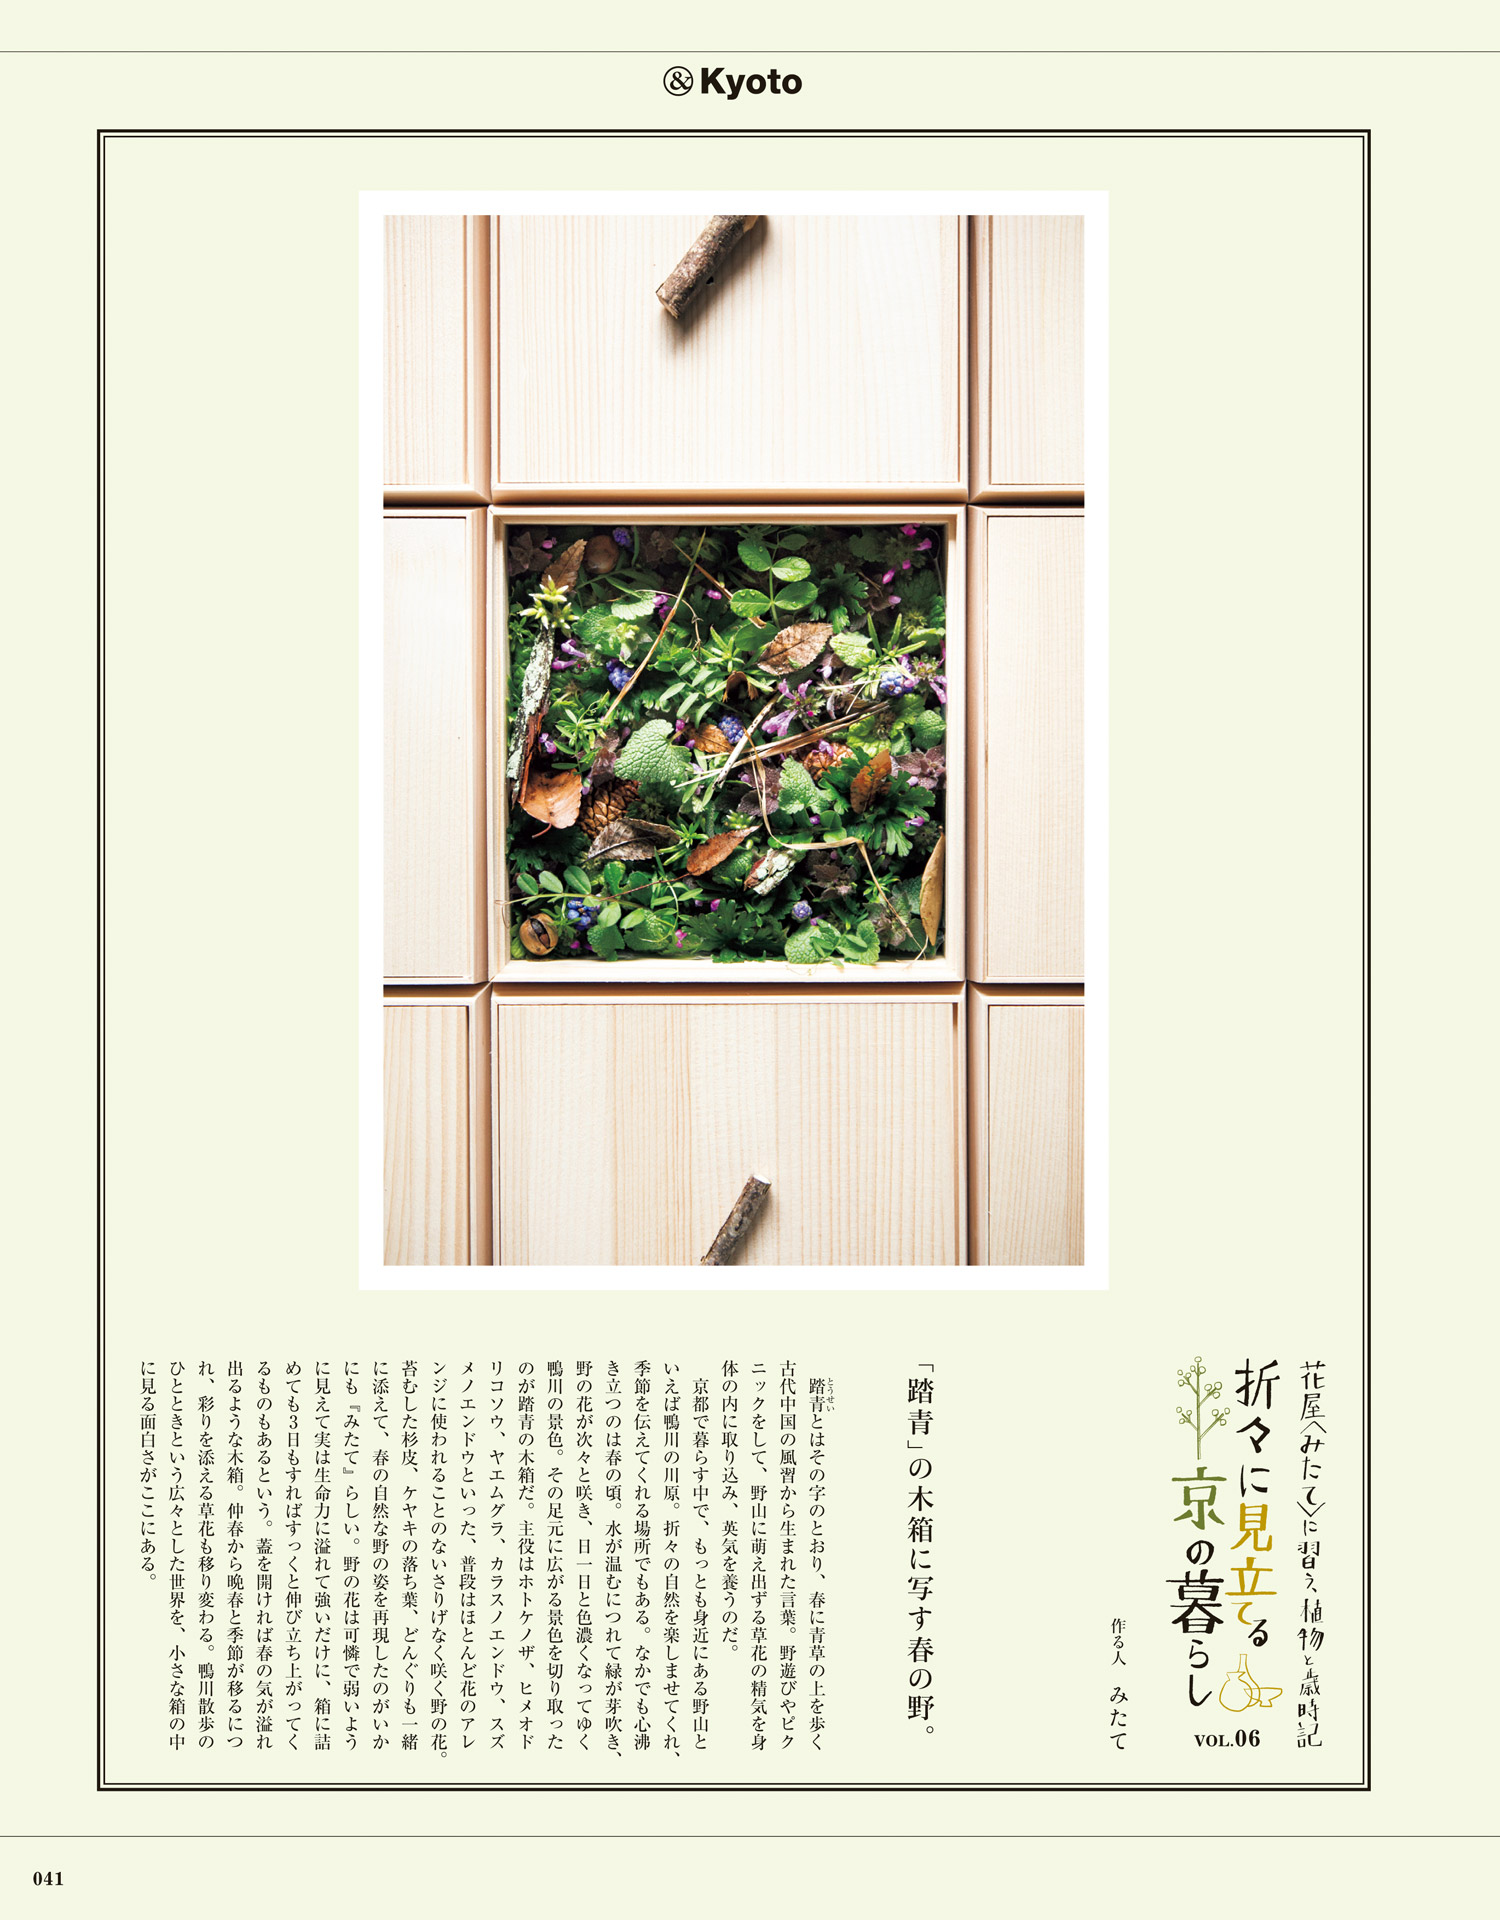 &Kyoto
花屋〈みたて〉に習う、植物と歳時記
折々に見立てる
京の暮らし
VOL.06
作る人 みたて
「踏青」の木箱に写す春の野。
とうせい
踏青とはその字のとおり、春に青草の上を歩く
古代中国の風習から生まれた言葉。野遊びやピク
ニックをして、野山に萌え出ずる草花の精気を身
体の内に取り込み、英気を養うのだ。
京都で暮らす中で、もっとも身近にある野山と
いえば鴨川の川原。折々の自然を楽しませてくれ、
季節を伝えてくれる場所でもある。なかでも心沸
き立つのは春の頃。水が温むにつれて緑が芽吹き、
野の花が次々と咲き、日一日と色濃くなってゆく
鴨川の景色。その足元に広がる景色を切り取った
のが踏青の木箱だ。主役はホトケノザ、ヒメオド
リコソウ、ヤエムグラ、カラスノエンドウ、スズ
メノエンドウといった、普段はほとんど花のアレ
ンジに使われることのないさりげなく咲く野の花。
苔むした杉皮、ケヤキの落ち葉、どんぐりも一緒
に添えて、春の自然な野の姿を再現したのがいか
にも『みたて』らしい。野の花は可憐で弱いよう
に見えて実は生命力に溢れて強いだけに、箱に詰
めても3日もすればすっくと伸び立ち上がってく
るものもあるという。蓋を開ければ春の気が溢れ
出るような木箱。仲春から晩春と季節が移るにつ
れ、彩りを添える草花も移り変わる。鴨川散歩の
ひとときという広々とした世界を、小さな箱の中
に見る面白さがここにある。
041